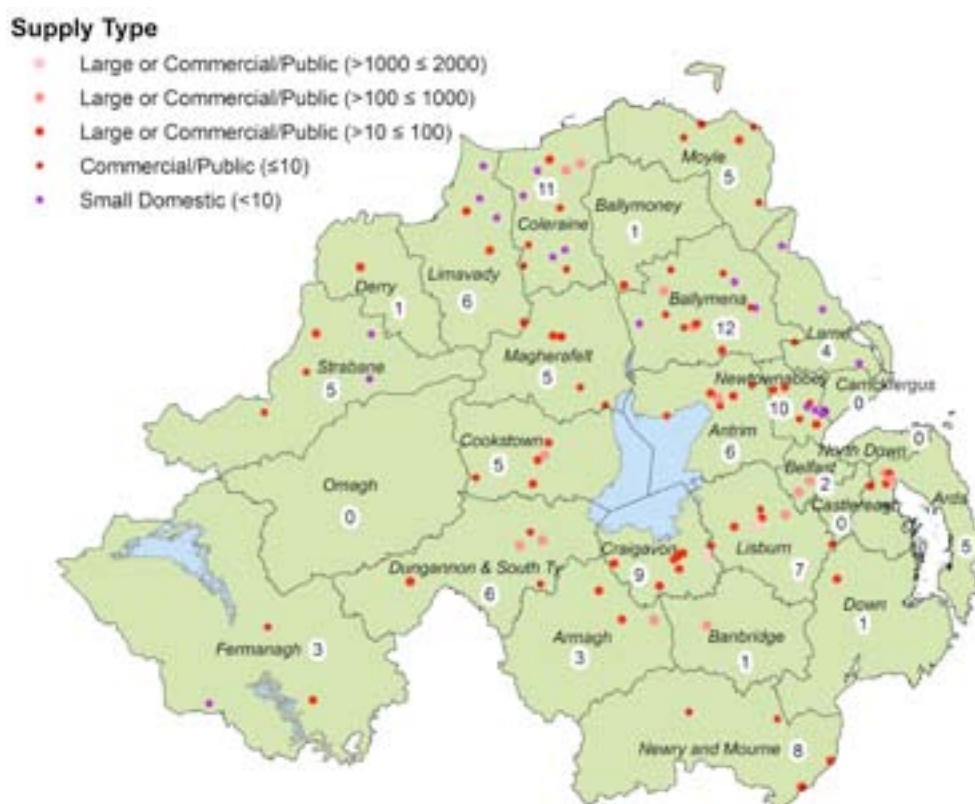 Supply Type
Large or Commercial/Public (>1000 ≤ 2000)
Large or Commercial/Public (>100 ≤ 1000)
Large or Commercial/Public (>10 ≤ 100)
Commercial/Public (≤10)
Small Domestic (<10)
Moyle
5
11
Coleraine
Ballymoney
1
Limavady
6
Derry
1
Ballymena
12
Larne
4
Strabane
5
Magherafelt
5
Newtownabbey
10
Carrickfergus
0
Antrim
6
Cookstown
5
North Down
0
Belfast
2
Castlereagh
0
Ards
5
Omagh
0
Lisburn
7
Craigavon
9
Dungannon & South Ty
6
Down
1
Armagh
3
Banbridge
1
Fermanagh 3
Newry and Mourne 8